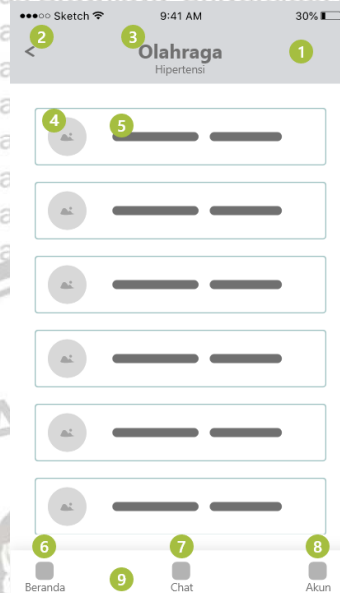 ●●●○○ Sketch 9:41 AM 30%
2 3 1
< Olahraga
Hipertensi
4 5
6 7 8
Beranda 9 Chat Akun